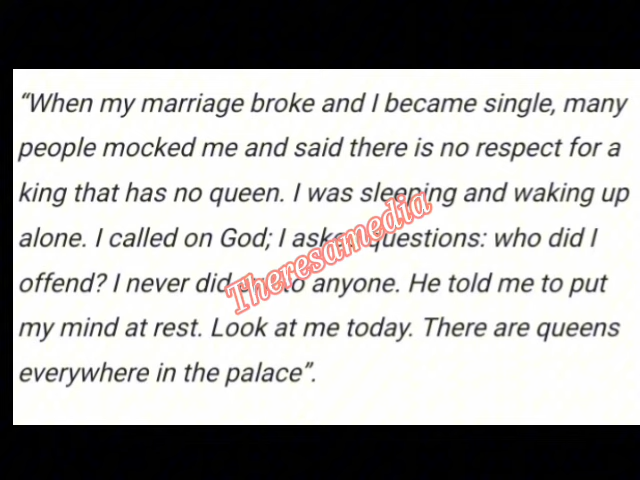 “When my marriage broke and I became single, many
people mocked me and said there is no respect for a
king that has no queen. I was sleeping and waking up
alone. I called on God; I asked questions: who did I
offend? I never did to anyone. He told me to put
my mind at rest. Look at me today. There are queens
everywhere in the palace”.
Theresamedia